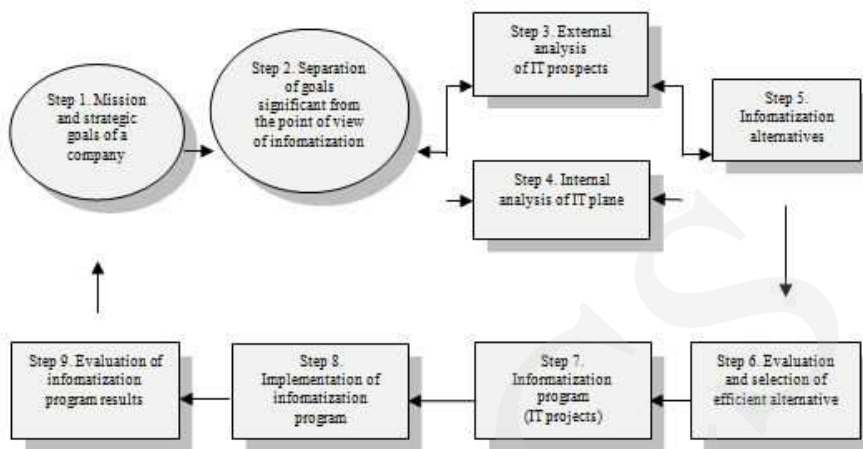 Step 1. Mission
and strategic
goals of a
company
Step 2. Separation
of goals
significant from
the point of view
of infomatization
Step 3. External
analysis
of IT prospects
Step 4. Internal
analysis of IT plane
Step 5.
Infomatization
alternatives
Step 6. Evaluation
and selection of
efficient alternative
Step 7.
Informatization
program
(IT projects)
Step 8.
Implementation of
infomatization
program
Step 9. Evaluation of
infomatization
program results